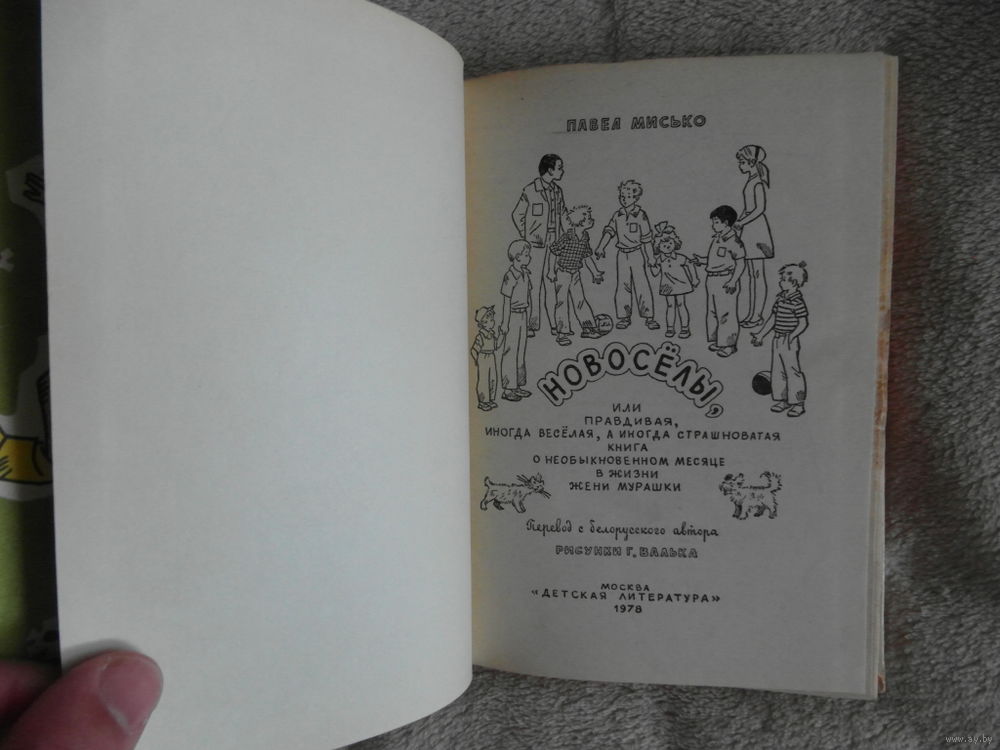 ПАВЕЛ МИСЬКО
НОВОСЁЛЫ,
ИЛИ
ПРАВДИВАЯ,
ИНОГДА ВЕСЁЛАЯ, А ИНОГДА СТРАШНОВАТАЯ
КНИГА
О НЕОБЫКНОВЕННОМ МЕСЯЦЕ
В ЖИЗНИ
ЖЕНИ МУРАШКИ
Перевод с белорусского автора
РИСУНКИ Г. ВАЛЬКА
МОСКВА
«ДЕТСКАЯ ЛИТЕРАТУРА»
1978
www.ay.by